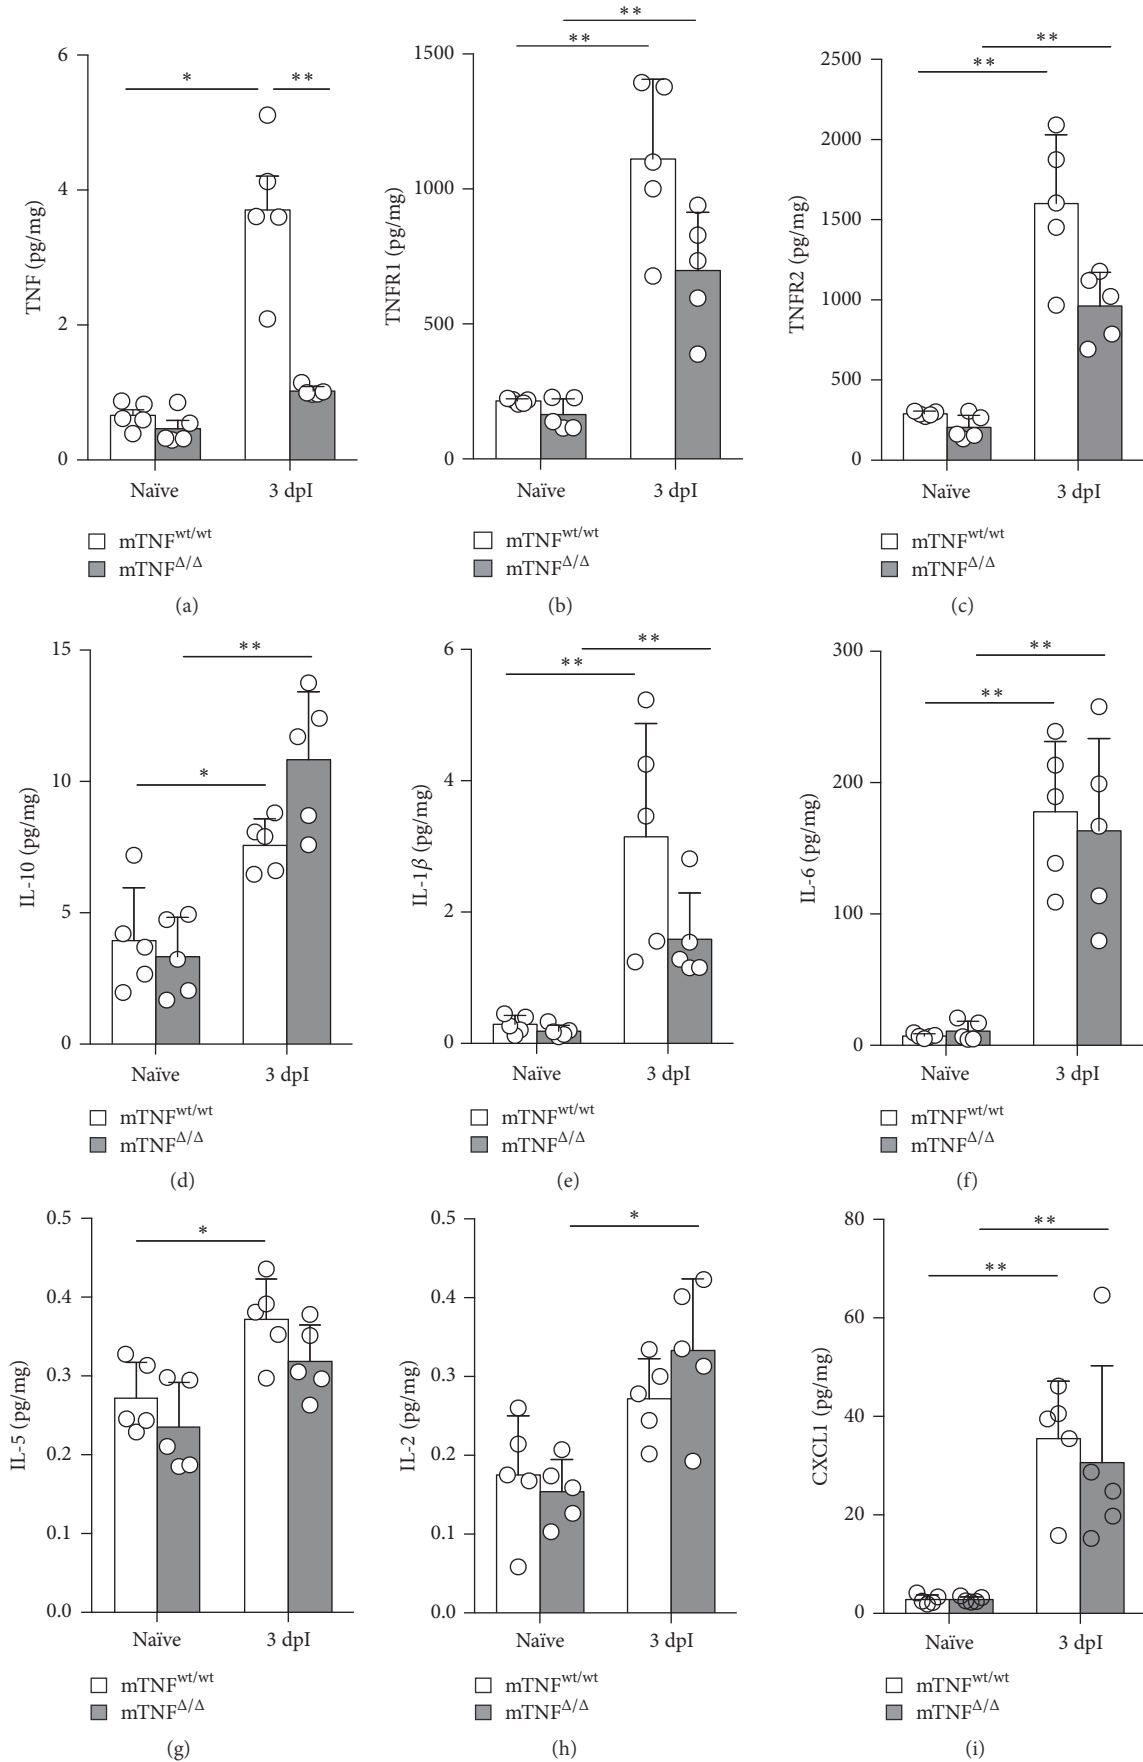 ** ** **
* ** ** **
6 1500 2500
TNF (pg/mg) TNFR1 (pg/mg) TNFR2 (pg/mg)
2000
4 1000 1500
1000
2 500 500
0 0 0
Naïve 3 dpI Naïve 3 dpI Naïve 3 dpI
mTNF^wt/wt mTNF^wt/wt mTNF^wt/wt
mTNF^Δ/Δ mTNF^Δ/Δ mTNF^Δ/Δ
(a) (b) (c)
** ** **
* ** **
15 6 300
10 4 200
IL-10 (pg/mg) IL-1β (pg/mg) IL-6 (pg/mg)
5 2 100
0 0 0
Naïve 3 dpI Naïve 3 dpI Naïve 3 dpI
mTNF^wt/wt mTNF^wt/wt mTNF^wt/wt
mTNF^Δ/Δ mTNF^Δ/Δ mTNF^Δ/Δ
(d) (e) (f)
* * ** **
0.5 0.5 80
0.4 0.4 60
0.3 0.3 40
IL-5 (pg/mg) IL-2 (pg/mg) CXCL1 (pg/mg)
0.2 0.2 20
0.1 0.1
0.0 0.0 0
Naïve 3 dpI Naïve 3 dpI Naïve 3 dpI
mTNF^wt/wt mTNF^wt/wt mTNF^wt/wt
mTNF^Δ/Δ mTNF^Δ/Δ mTNF^Δ/Δ
(g) (h) (i)